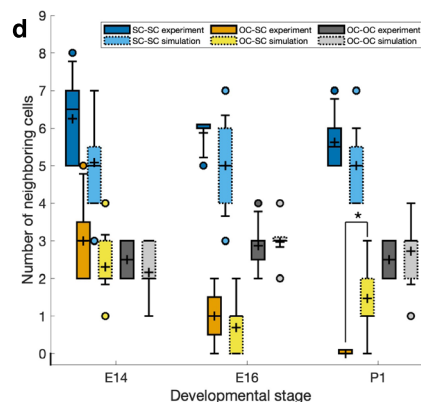 d
SC-SC experiment OC-SC experiment OC-OC experiment
SC-SC simulation OC-SC simulation OC-OC simulation
Number of neighboring cells
9
8
7
6
5
4
3
2
1
0
*
E14 E16 P1
Developmental stage